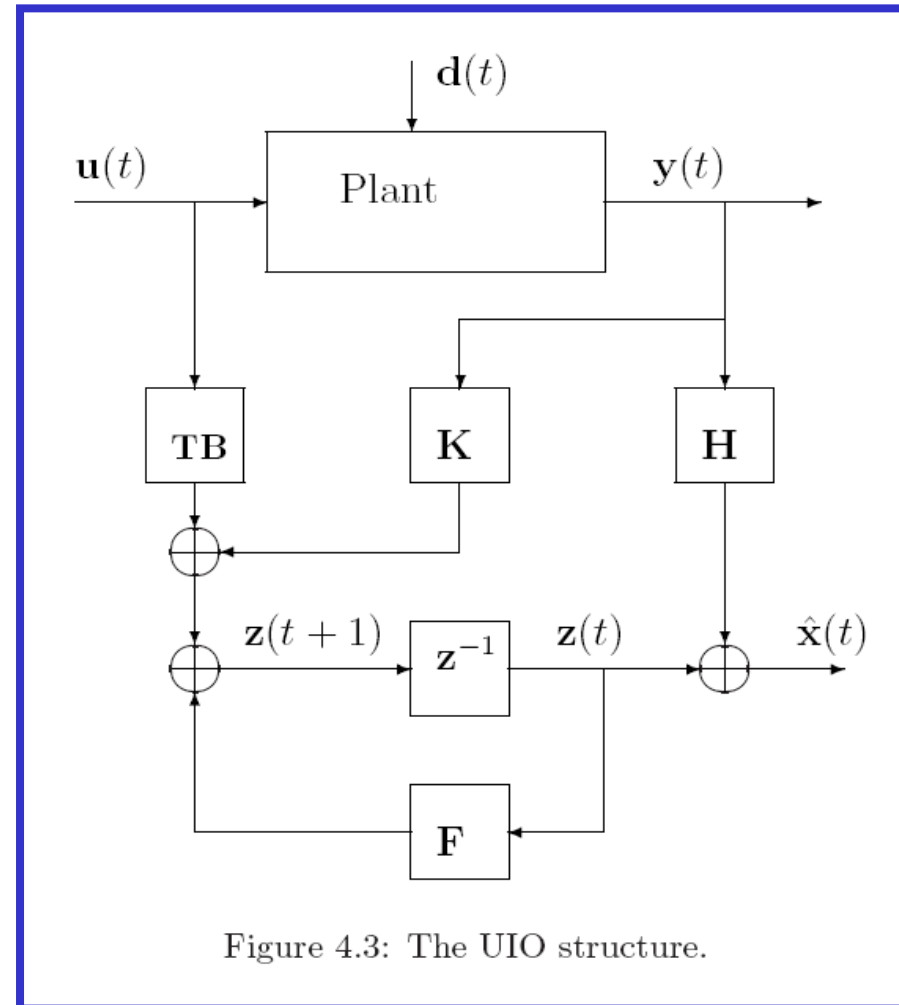 d(t)
u(t)
Plant
y(t)
TB
K
H
z(t + 1)
z⁻¹
z(t)
x̂(t)
F
Figure 4.3: The UIO structure.